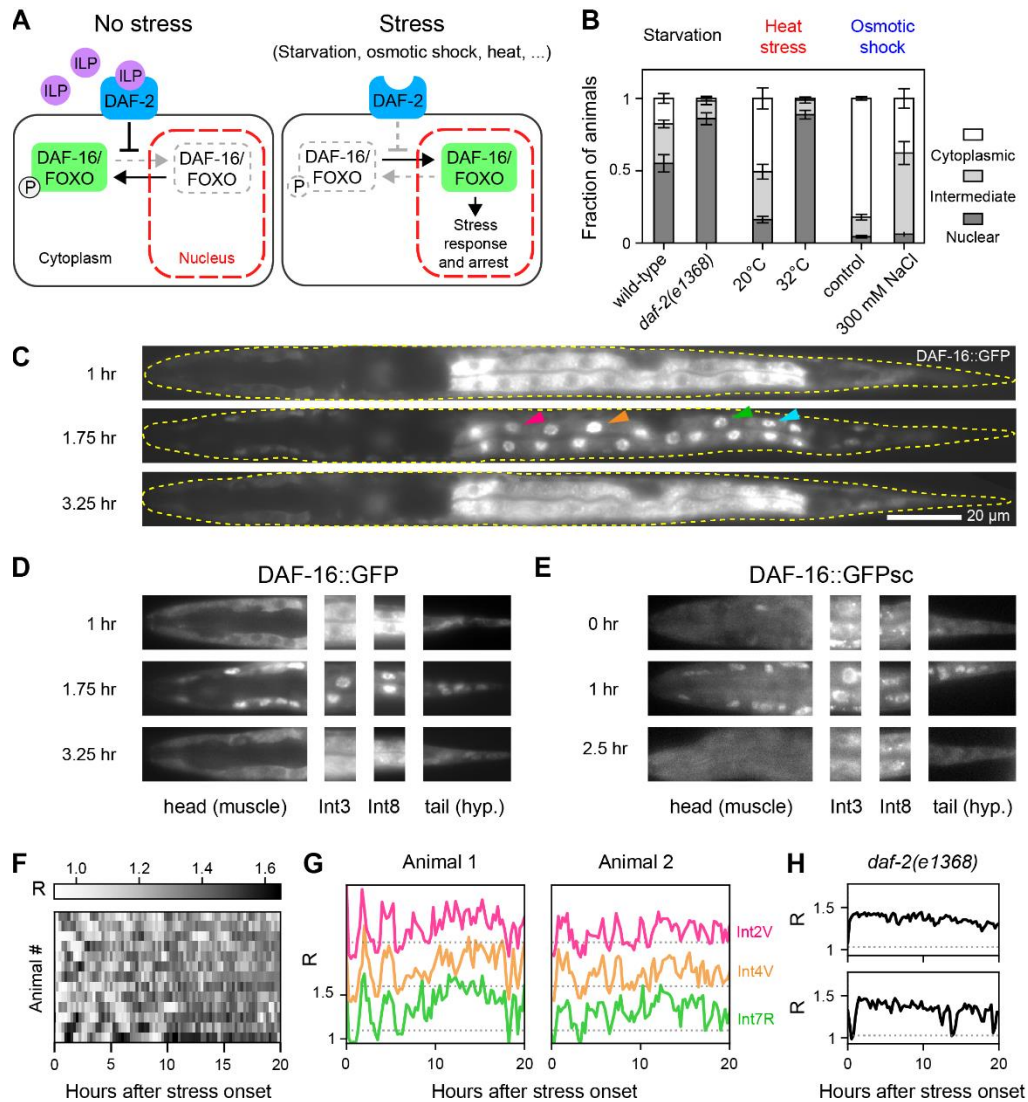 A
No stress
Stress
(Starvation, osmotic shock, heat, ...)
ILP
ILP
ILP
DAF-2
DAF-2
DAF-16/
FOXO
P
DAF-16/
FOXO
DAF-16/
FOXO
P
DAF-16/
FOXO
Stress
response
and arrest
Cytoplasm
Nucleus
B
Starvation
Heat
stress
Osmotic
shock
Fraction of animals
1
0.5
0
Cytoplasmic
Intermediate
Nuclear
wild-type
daf-2(e1368)
20°C
32°C
control
300 mM NaCl
C
DAF-16::GFP
1 hr
1.75 hr
3.25 hr
20 µm
D
DAF-16::GFP
1 hr
1.75 hr
3.25 hr
head (muscle) Int3 Int8 tail (hyp.)
E
DAF-16::GFPsc
0 hr
1 hr
2.5 hr
head (muscle) Int3 Int8 tail (hyp.)
F
1.0 1.2 1.4 1.6
R
Animal #
0 5 10 15 20
Hours after stress onset
G
Animal 1
Animal 2
R
1.5
1
Int2V
Int4V
Int7R
0 10 20
0 10 20
Hours after stress onset
H
daf-2(e1368)
R
1.5
1
R
1.5
1
0 10 20
Hours after stress onset